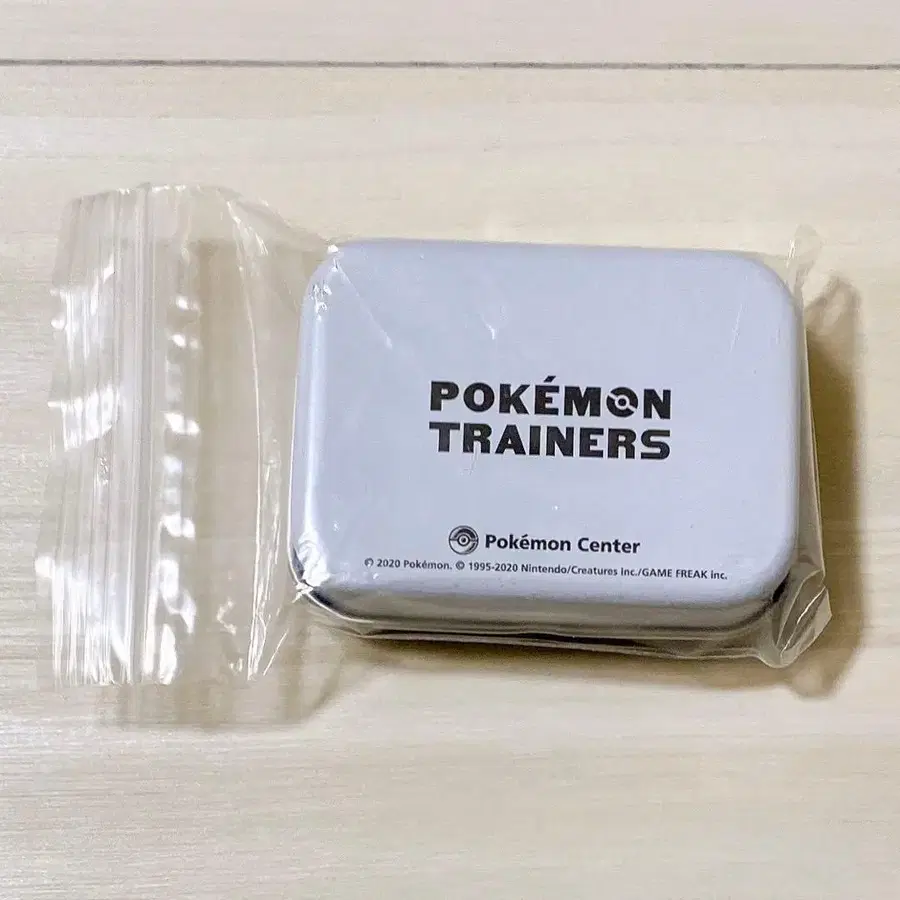 POKÉMON
TRAINERS
Pokémon Center
© 2020 Pokémon. © 1995-2020 Nintendo/Creatures Inc./GAME FREAK inc.